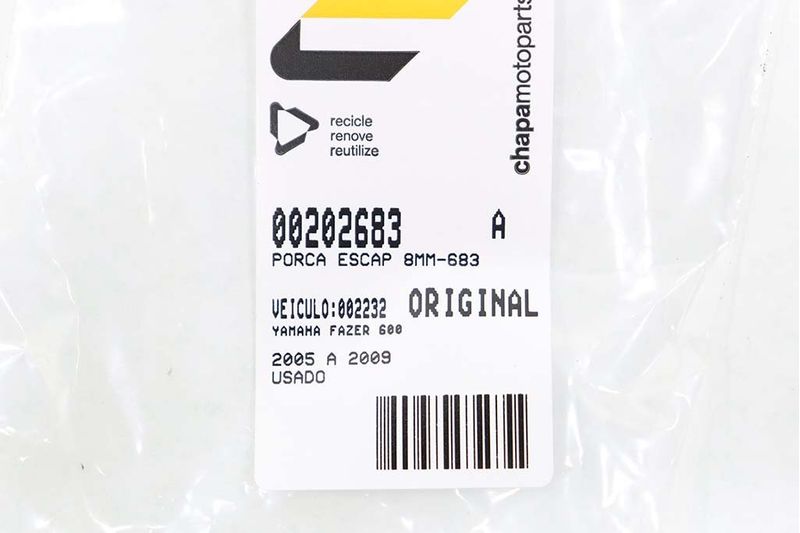 chapamotoparts
recicle
renove
reutilize
00202683 A
PORCA ESCAP 8MM-683
VEICULO:002232 ORIGINAL
YAMAHA FAZER 600
2005 A 2009
USADO